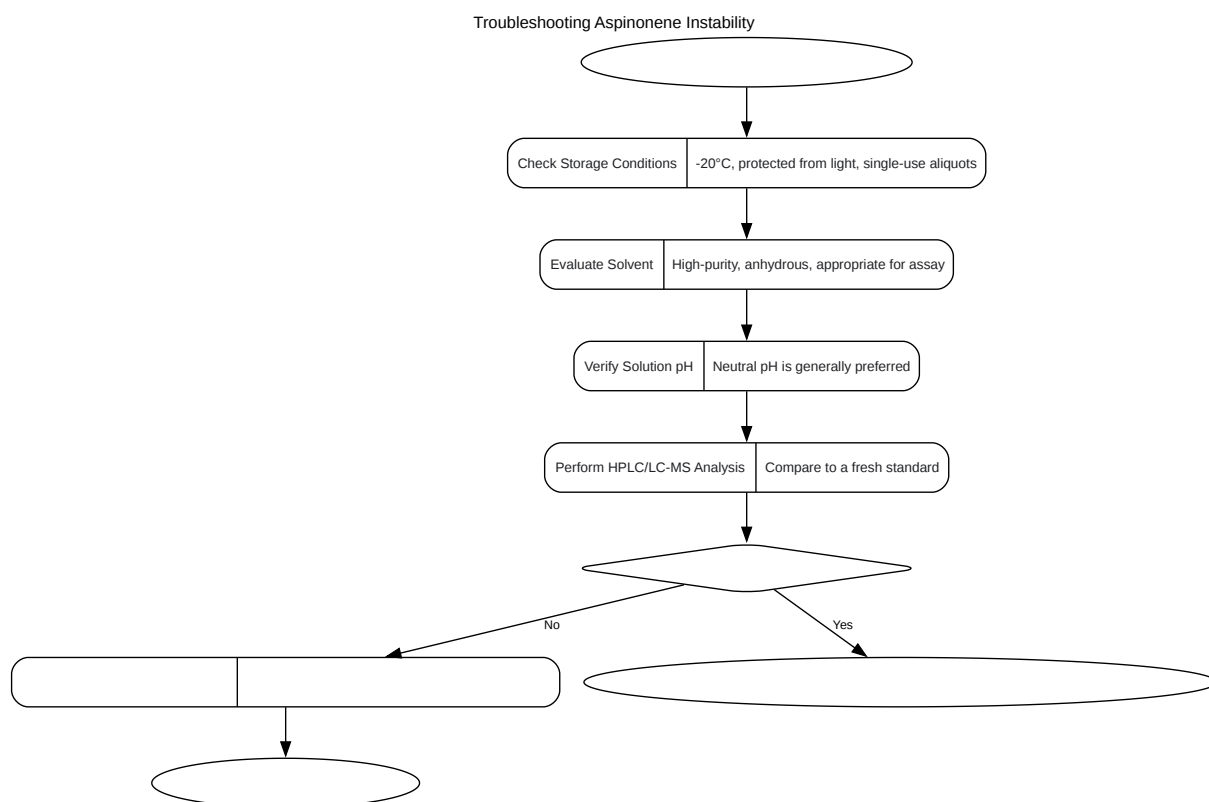 Troubleshooting Aspinonene Instability
Check Storage Conditions
-20°C, protected from light, single-use aliquots
Evaluate Solvent
High-purity, anhydrous, appropriate for assay
Verify Solution pH
Neutral pH is generally preferred
Perform HPLC/LC-MS Analysis
Compare to a fresh standard
No
Yes